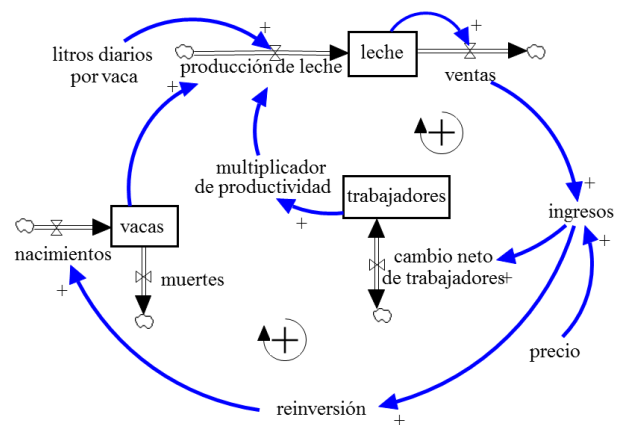 litros diarios
por vaca
+
producción de leche
leche
+
ventas
+
+
+
multiplicador
de productividad
+
trabajadores
+
ingresos
+
vacas
nacimientos
+
muertes
cambio neto
de trabajadores+
+
precio
reinversión
+